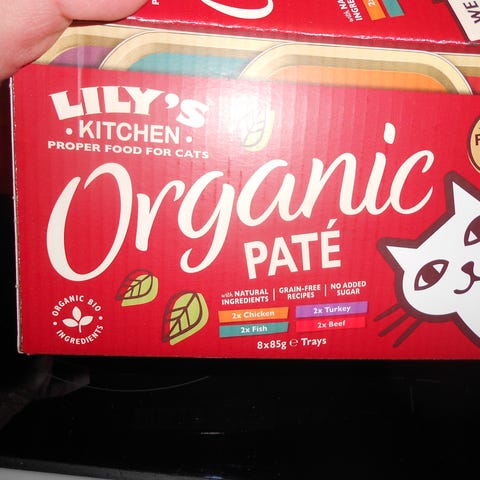 LILY'S
• KITCHEN •
PROPER FOOD FOR CATS
Organic
PATÉ
with NATURAL INGREDIENTS | GRAIN-FREE RECIPES | NO ADDED SUGAR
2x Chicken
2x Turkey
2x Fish
2x Beef
8x85g ℮ Trays
ORGANIC BIO
• INGREDIENTS •